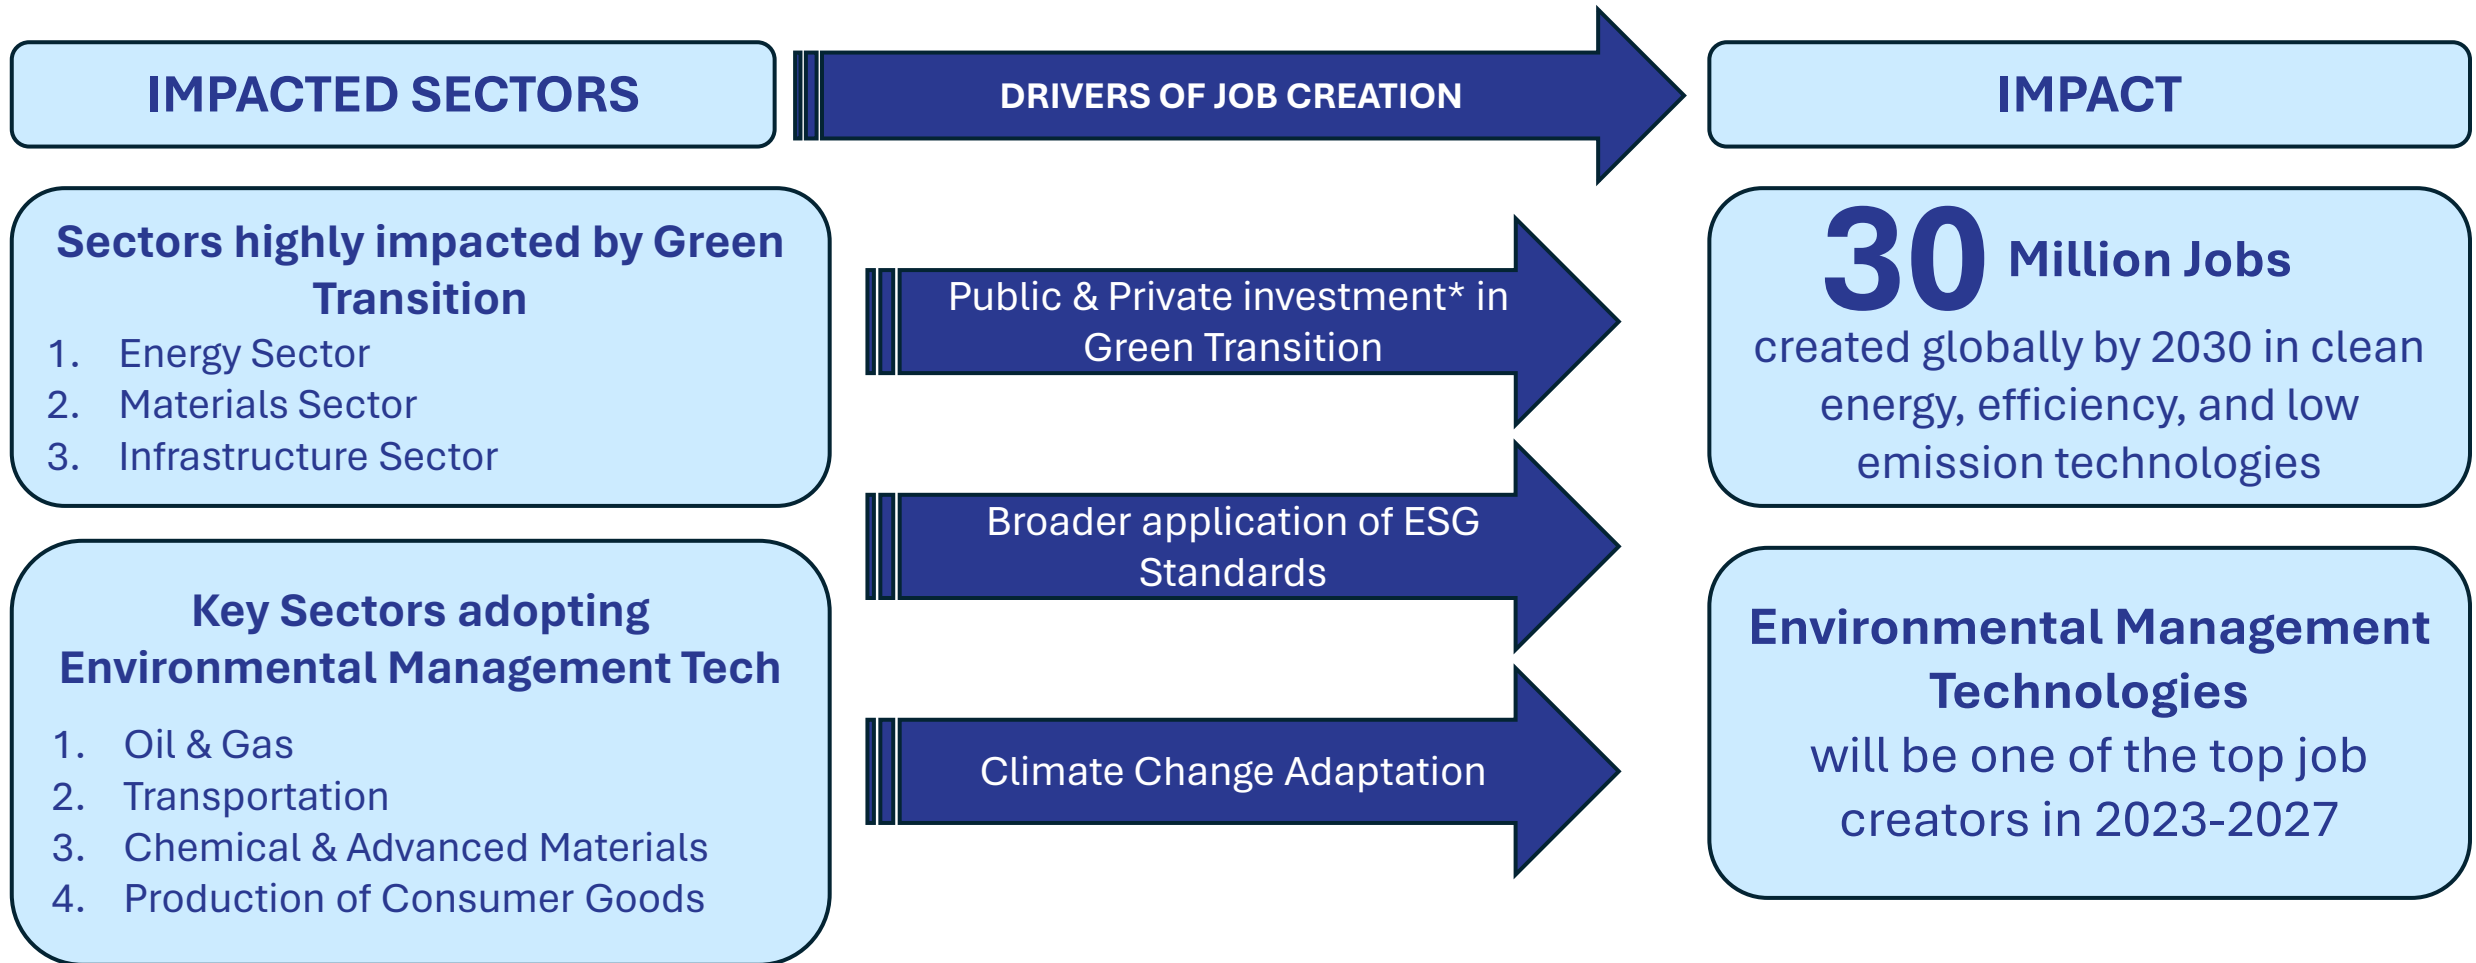 IMPACTED SECTORS
DRIVERS OF JOB CREATION
IMPACT
Sectors highly impacted by Green
Transition
1. Energy Sector
2. Materials Sector
3. Infrastructure Sector
Key Sectors adopting
Environmental Management Tech
1. Oil & Gas
2. Transportation
3. Chemical & Advanced Materials
4. Production of Consumer Goods
Public & Private investment* in
Green Transition
Broader application of ESG
Standards
Climate Change Adaptation
30 Million Jobs
created globally by 2030 in clean
energy, efficiency, and low
emission technologies
Environmental Management
Technologies
will be one of the top job
creators in 2023-2027